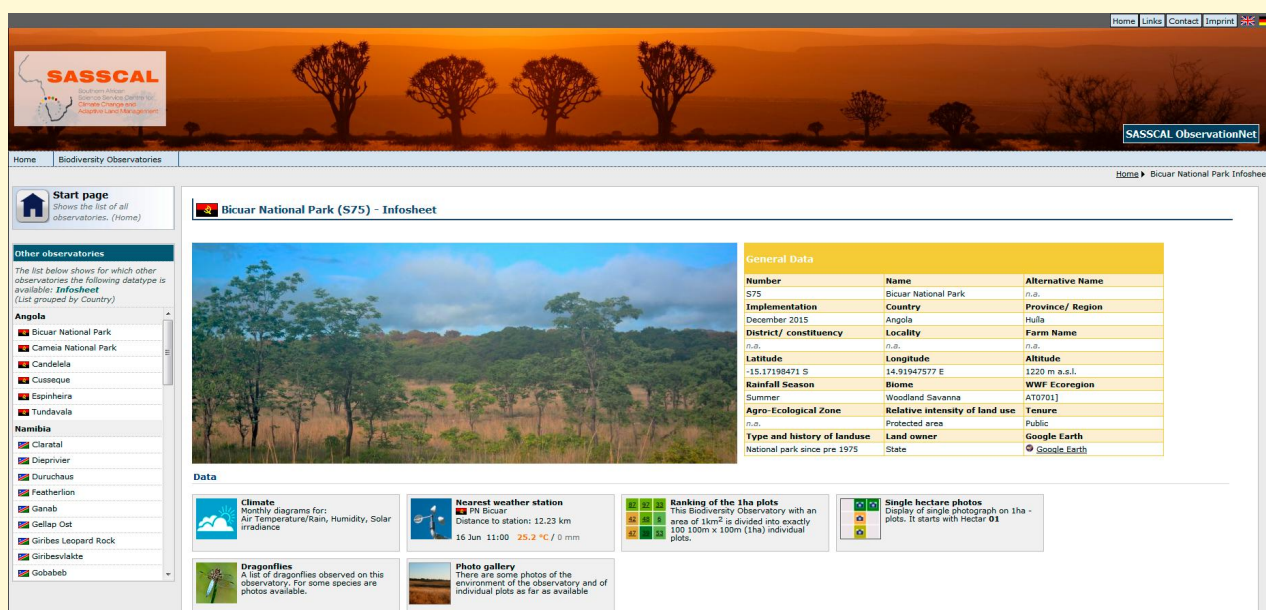 Home Links Contact Imprint
SASSCAL
Southern African
Science Service Centre for
Climate Change and
Adaptive Land Management
SASSCAL ObservationNet
Home Biodiversity Observatories
Home Bicuar National Park Infoshee
Start page
Shows the list of all
observatories. (Home)
Other observatories
The list below shows for which other
observatories the following datatype is
available: Infosheet
(List grouped by Country)
Angola
Bicuar National Park
Cameia National Park
Candelela
Cusseque
Espinheira
Tundavala
Namibia
Claratal
Dieprivier
Duruchaus
Featherlion
Ganab
Gellap Ost
Giribes Leopard Rock
Giribesvlakte
Gobabeb
Bicuar National Park (S75) - Infosheet
General Data
Number Name Alternative Name
S75 Bicuar National Park n.a.
Implementation Country Province/ Region
December 2015 Angola Huíla
District/ constituency Locality Farm Name
n.a. n.a. n.a.
Latitude Longitude Altitude
-15.17198471 S 14.91947577 E 1220 m a.s.l.
Rainfall Season Biome WWF Ecoregion
Summer Woodland Savanna AT0701]
Agro-Ecological Zone Relative intensity of land use Tenure
n.a. Protected area Public
Type and history of landuse Land owner Google Earth
National park since pre 1975 State Google Earth
Data
Climate
Monthly diagrams for:
Air Temperature/Rain, Humidity, Solar
irradiance
Nearest weather station
PN Bicuar
Distance to station: 12.23 km
16 Jun 11:00 25.2 °C / 0 mm
Ranking of the 1ha plots
This Biodiversity Observatory with an
area of 1km2 is divided into exactly
100 100m x 100m (1ha) individual
plots.
Single hectare photos
Display of single photograph on 1ha -
plots. It starts with Hectar 01
Dragonflies
A list of dragonflies observed on this
observatory. For some species are
photos available.
Photo gallery
There are some photos of the
environment of the observatory and of
individual plots as far as available